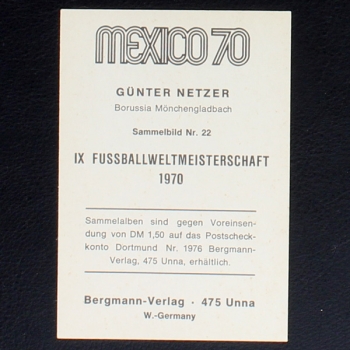 MEXICO 70
GÜNTER NETZER
Borussia Mönchengladbach
Sammelbild Nr. 22
IX FUSSBALLWELTMEISTERSCHAFT
1970
Sammelalben sind gegen Voreinsen-
dung von DM 1,50 auf das Postscheck-
konto Dortmund Nr. 1976 Bergmann-
Verlag, 475 Unna, erhältlich.
Bergmann-Verlag · 475 Unna
W.-Germany